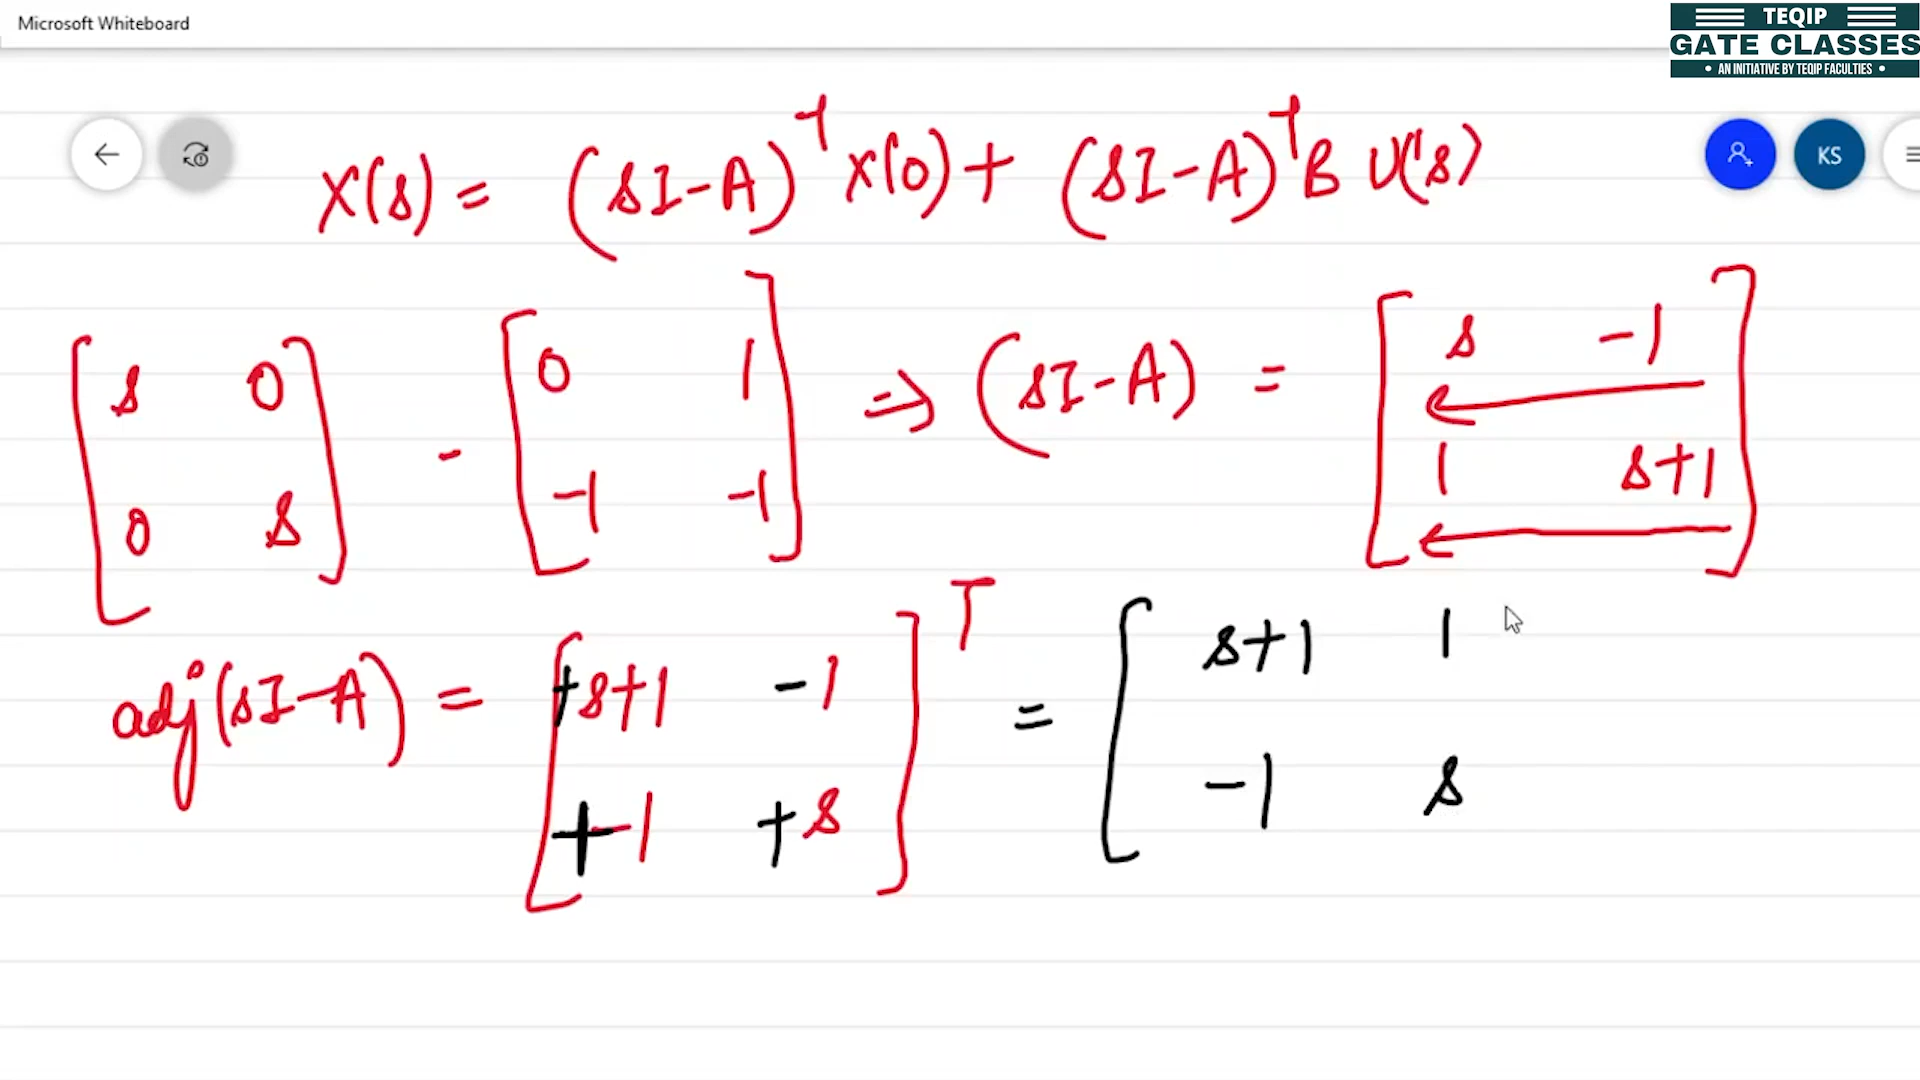 Microsoft Whiteboard
TEQIP
GATE CLASSES
• AN INITIATIVE BY TEQIP FACULTIES •
KS
X(s) = (sI-A)⁻¹ X(0) + (sI-A)⁻¹ B U(s)
[s 0 - [0 1 ⇒ (sI-A) = [s -1
0 s] -1 -1] 1 s+1]
adj(sI-A) = [+s+1 -1 = [s+1 1
+-1 +s]ᵀ -1 s